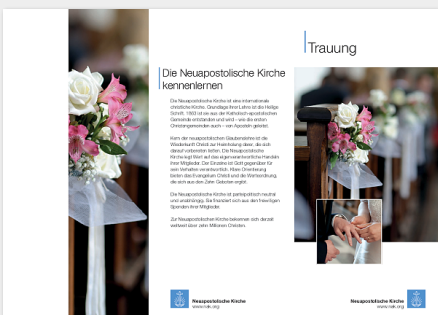 Die Neuapostolische Kirche
kennenlernen
Die Neuapostolische Kirche ist eine internationale
christliche Kirche. Grundlage ihrer Lehre ist die Heilige
Schrift. 1863 ist sie aus der Katholisch-apostolischen
Gemeinde entstanden und wird – wie die ersten
Christengemeinden auch – von Aposteln geleitet.
Kern der neuapostolischen Glaubenslehre ist die
Wiederkunft Christi zur Heimholung derer, die sich
darauf vorbereiten ließen. Die Neuapostolische
Kirche legt Wert auf das eigenverantwortliche Handeln
ihrer Mitglieder. Der Einzelne ist Gott gegenüber für
sein Verhalten verantwortlich. Klare Orientierung
bieten das Evangelium Christi und die Werteordnung,
die sich aus den Zehn Geboten ergibt.
Die Neuapostolische Kirche ist parteipolitisch neutral
und unabhängig. Sie finanziert sich aus den freiwilligen
Spenden ihrer Mitglieder.
Zur Neuapostolischen Kirche bekennen sich derzeit
weltweit über zehn Millionen Christen.
Neuapostolische Kirche
www.nak.org
Trauung
Neuapostolische Kirche
www.nak.org